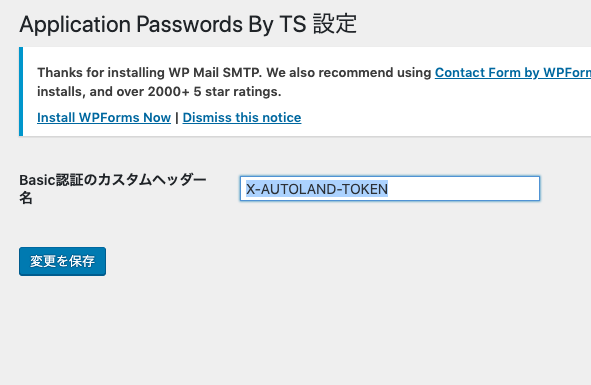 Application Passwords By TS 設定
Thanks for installing WP Mail SMTP. We also recommend using Contact Form by WPForm
installs, and over 2000+ 5 star ratings.
Install WPForms Now | Dismiss this notice
Basic認証のカスタムヘッダー
名
X-AUTOLAND-TOKEN
変更を保存